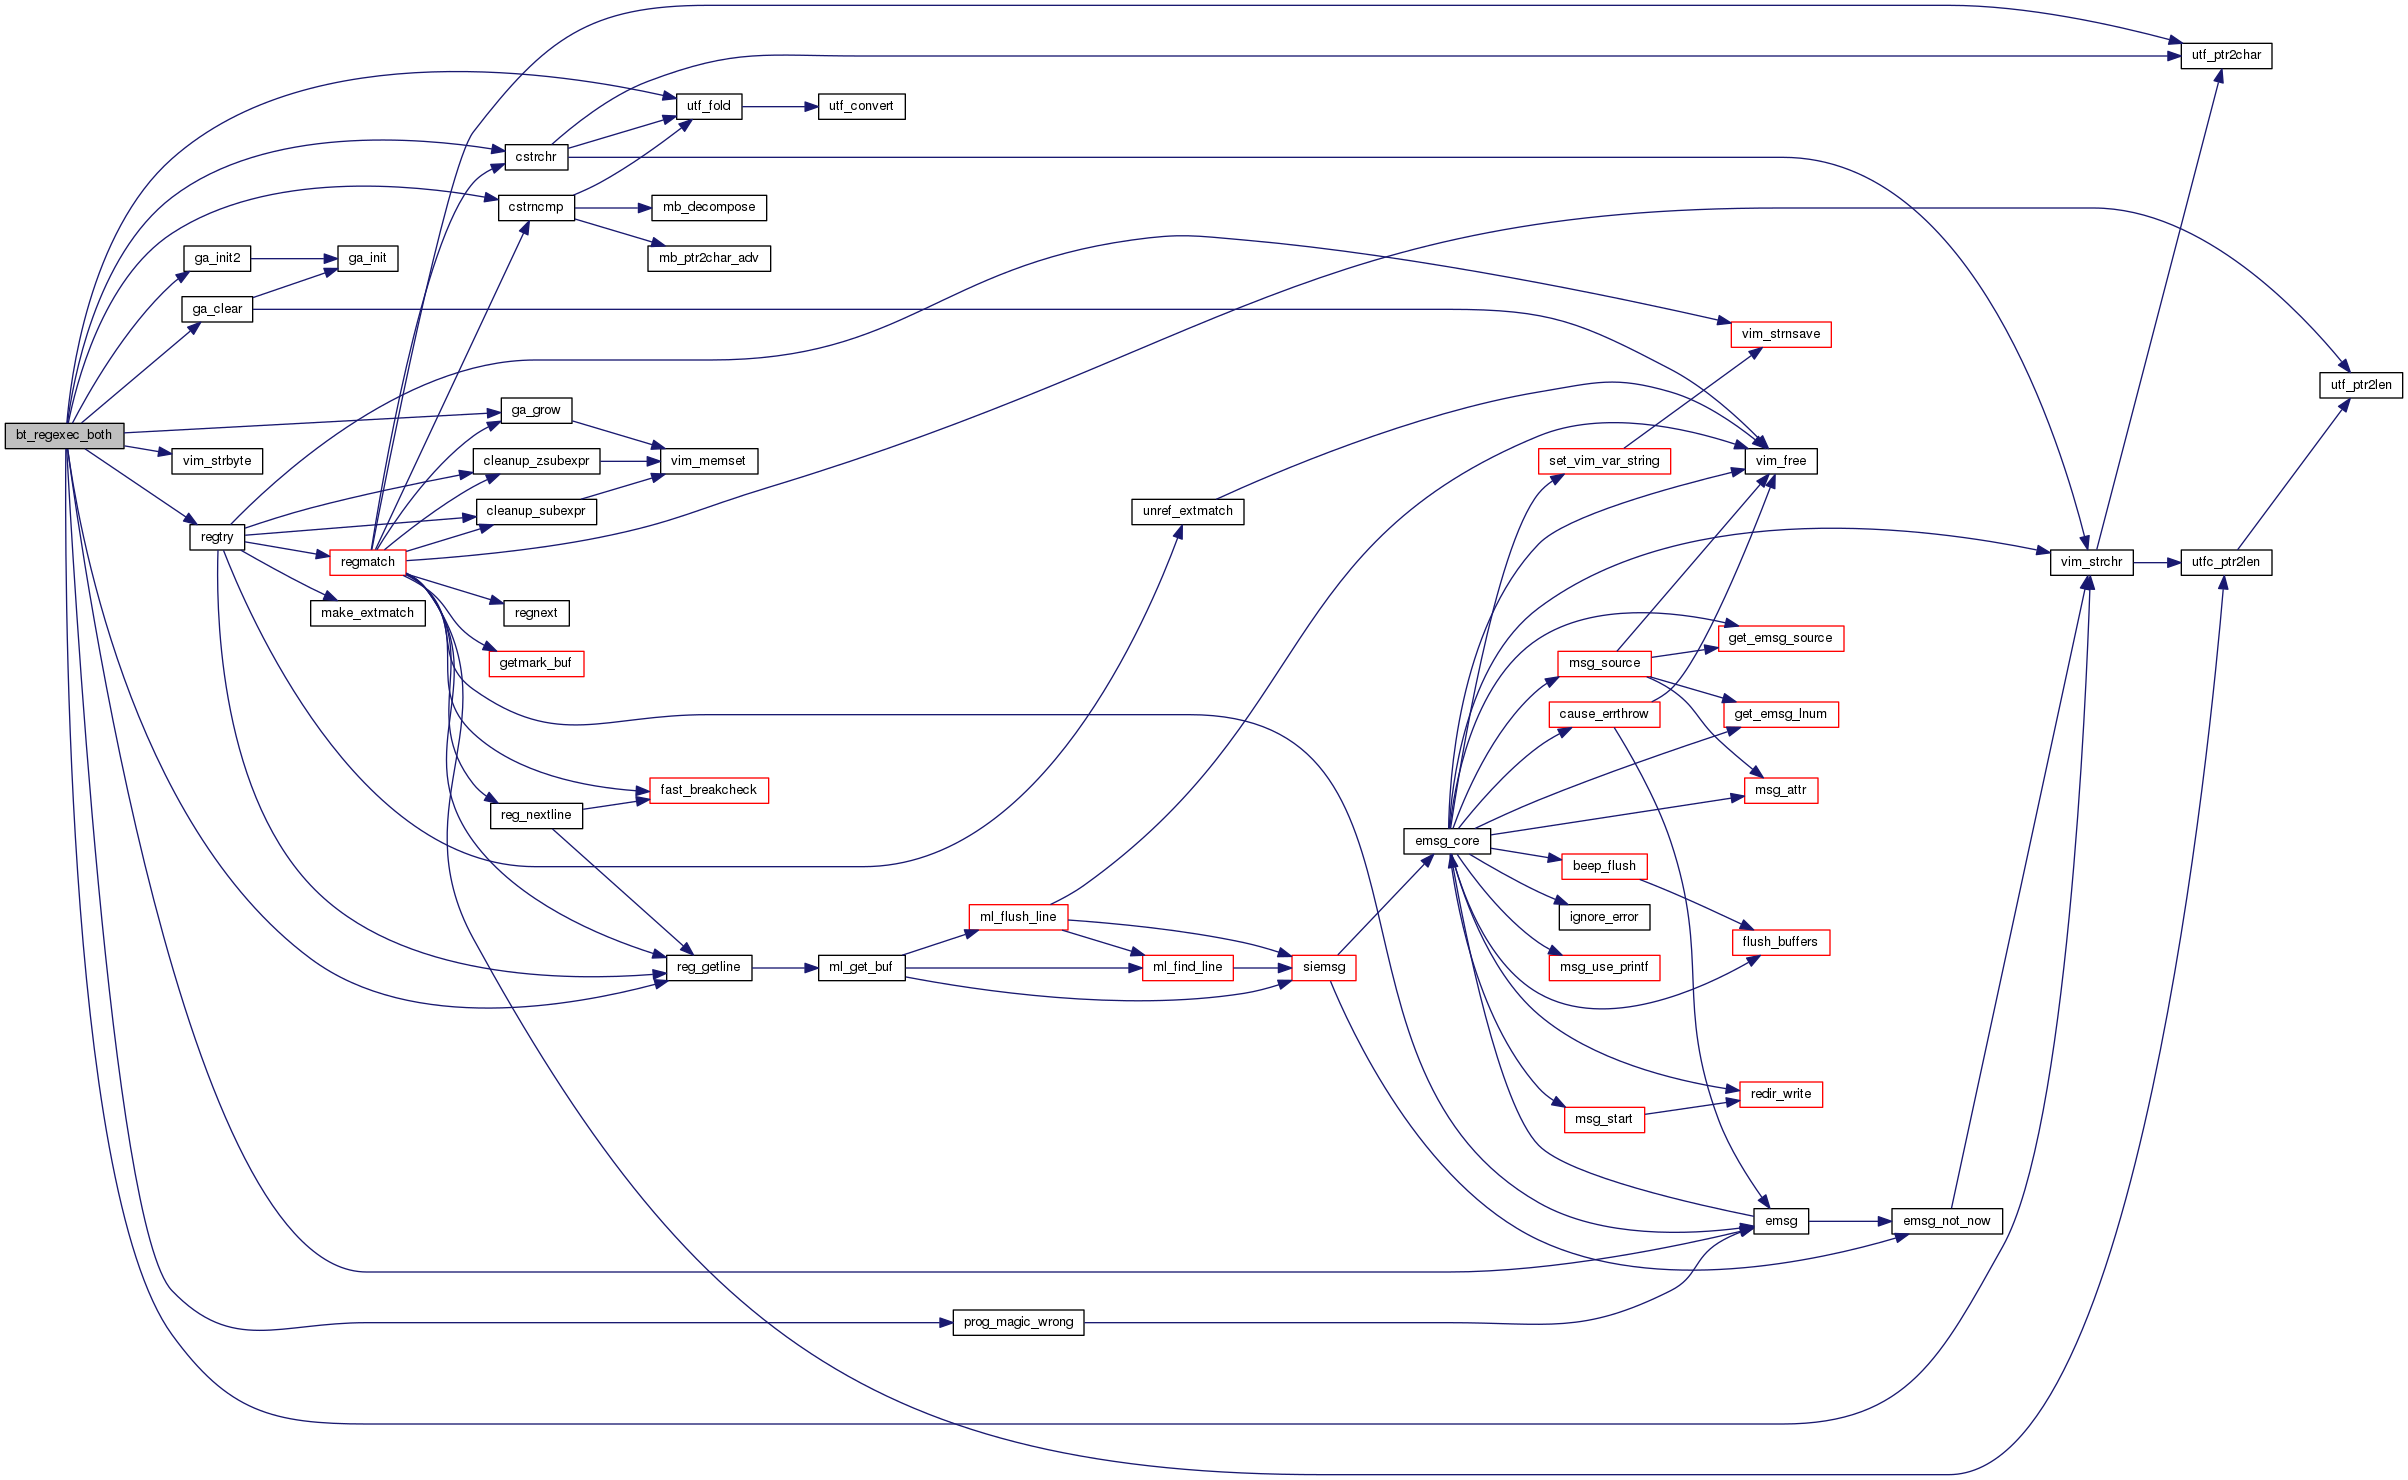 bt_regexec_both
utf_fold
utf_convert
utf_ptr2char
cstrchr
cstrncmp
mb_decompose
mb_ptr2char_adv
ga_init2
ga_init
ga_clear
vim_strnsave
utf_ptr2len
ga_grow
vim_strbyte
cleanup_zsubexpr
vim_memset
set_vim_var_string
vim_free
cleanup_subexpr
unref_extmatch
regtry
regmatch
vim_strchr
utfc_ptr2len
make_extmatch
regnext
getmark_buf
get_emsg_source
msg_source
cause_errthrow
get_emsg_lnum
fast_breakcheck
msg_attr
reg_nextline
emsg_core
beep_flush
ml_flush_line
ignore_error
flush_buffers
reg_getline
ml_get_buf
ml_find_line
siemsg
msg_use_printf
redir_write
msg_start
emsg
emsg_not_now
prog_magic_wrong